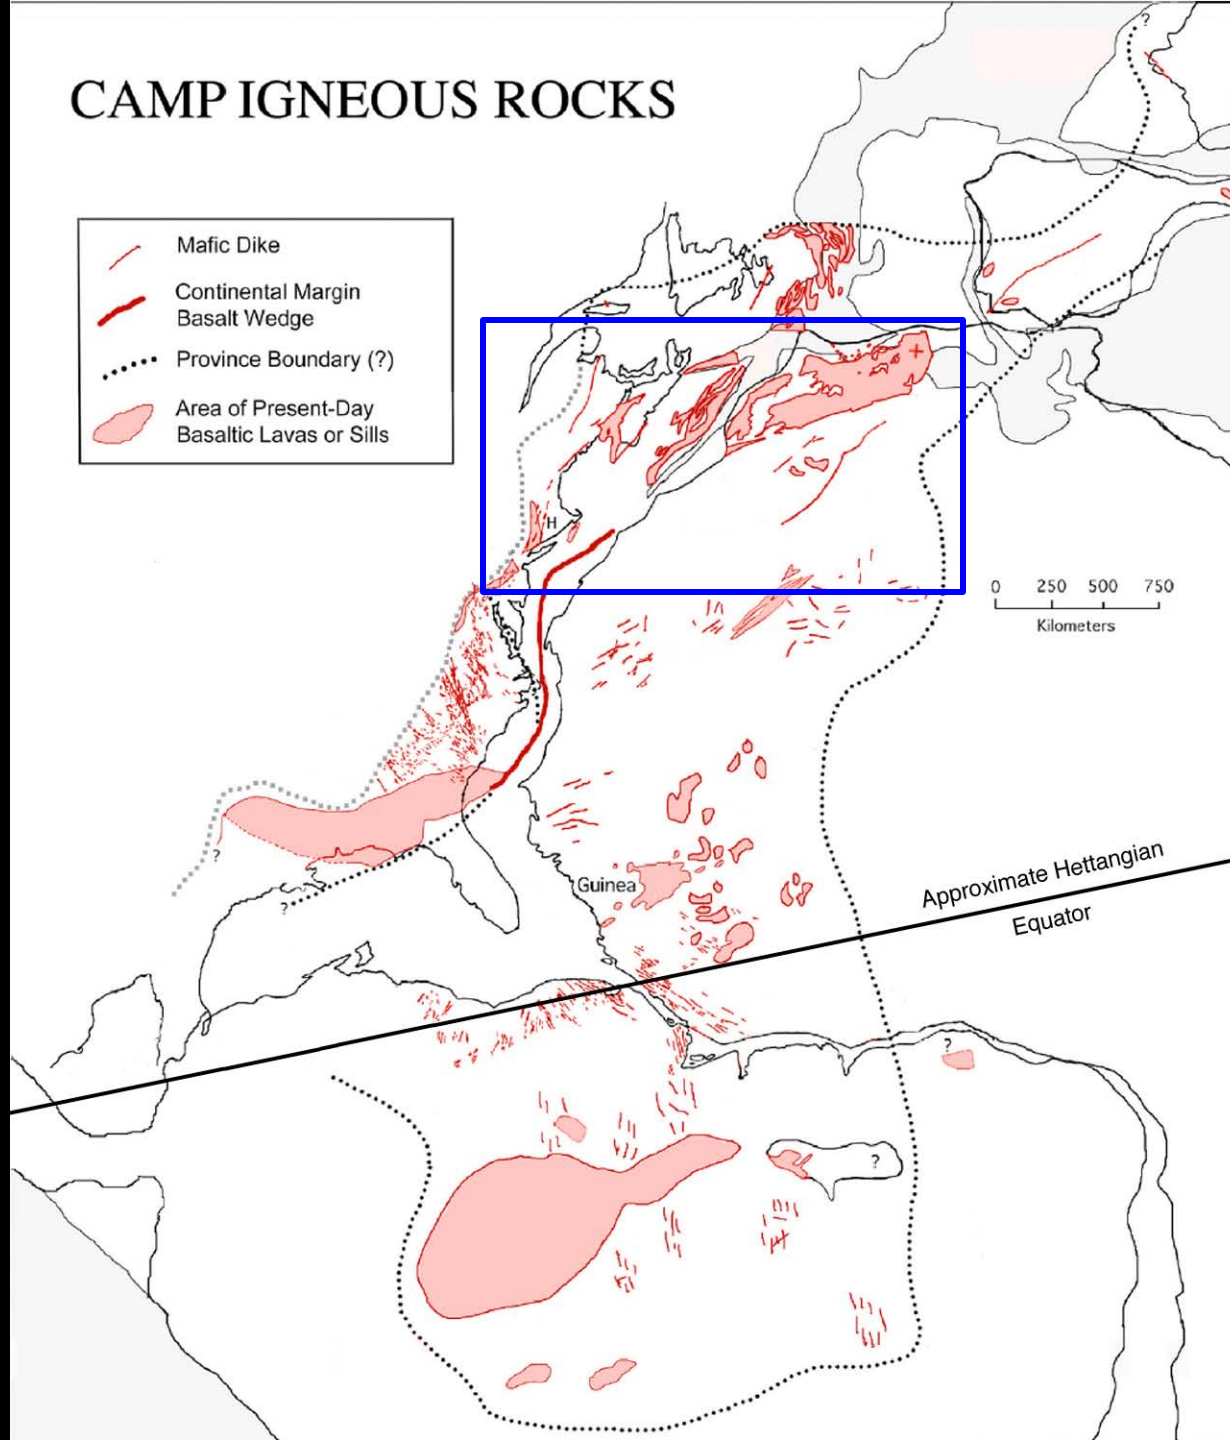 CAMP IGNEOUS ROCKS
Mafic Dike
Continental Margin
Basalt Wedge
Province Boundary (?)
Area of Present-Day
Basaltic Lavas or Sills
?
H
0 250 500 750
Kilometers
?
?
Guinea
Approximate Hettangian
Equator
?
?